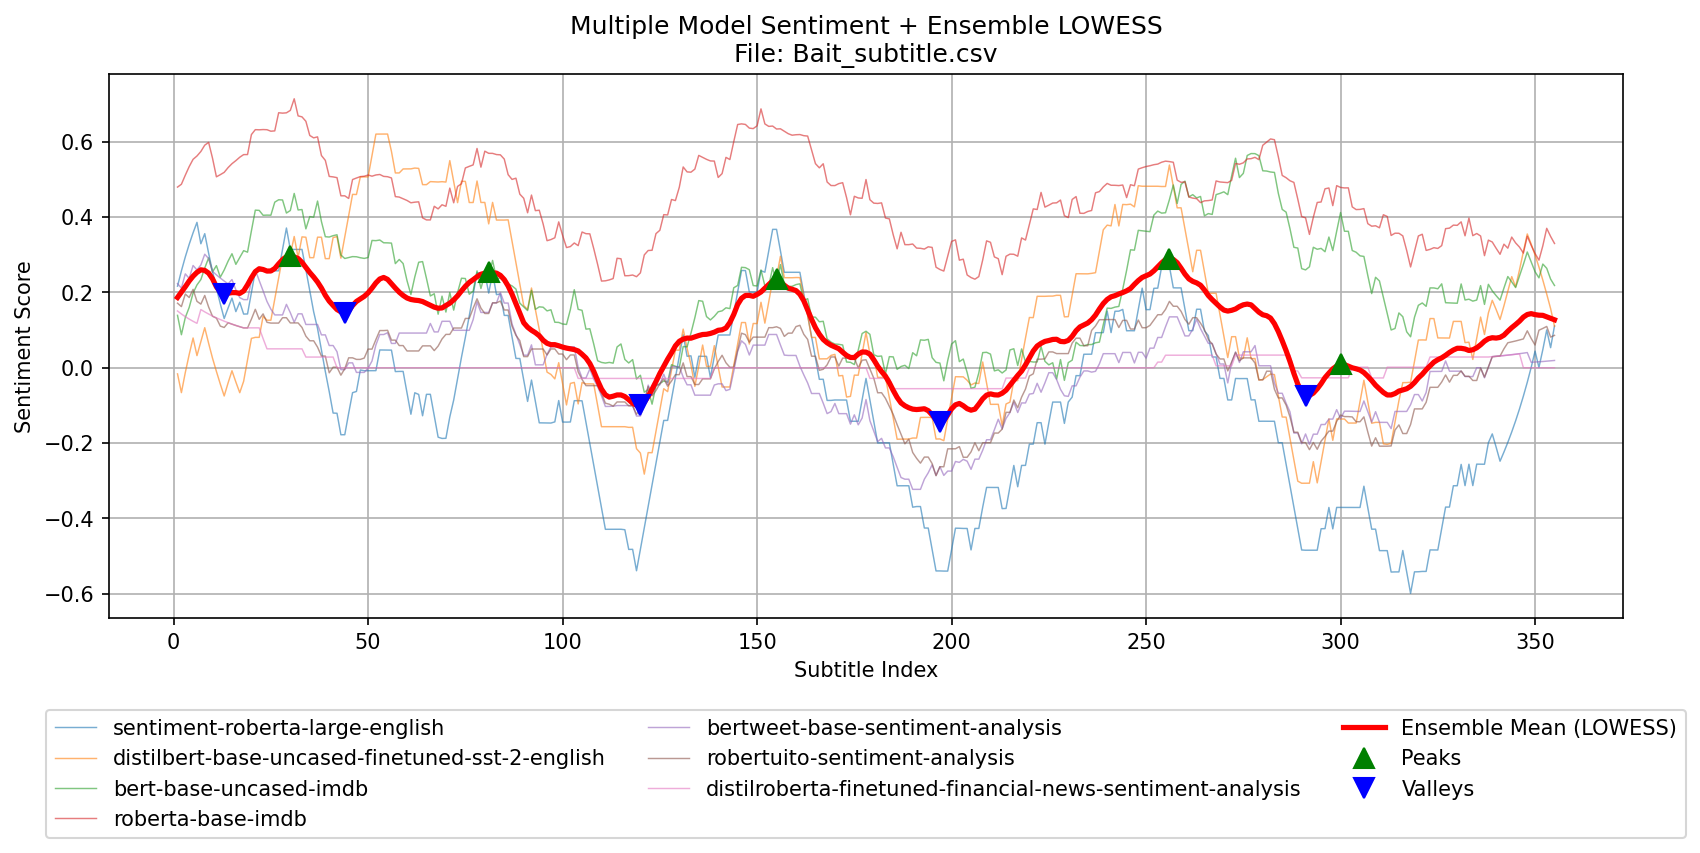 Multiple Model Sentiment + Ensemble LOWESS
File: Bait_subtitle.csv
Sentiment Score
0.6
0.4
0.2
0.0
−0.2
−0.4
−0.6
0 50 100 150 200 250 300 350
Subtitle Index
sentiment-roberta-large-english
distilbert-base-uncased-finetuned-sst-2-english
bert-base-uncased-imdb
roberta-base-imdb
bertweet-base-sentiment-analysis
robertuito-sentiment-analysis
distilroberta-finetuned-financial-news-sentiment-analysis
Ensemble Mean (LOWESS)
Peaks
Valleys